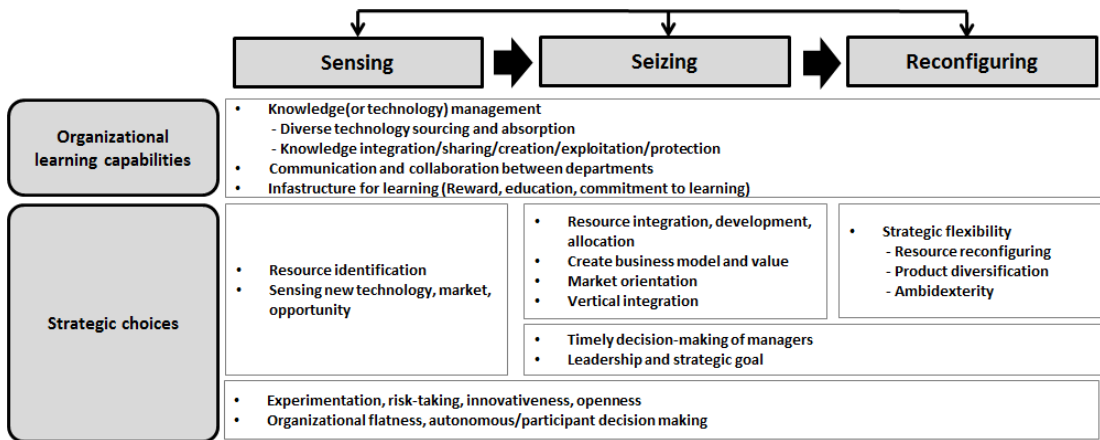 Sensing
Seizing
Reconfiguring
Organizational
learning capabilities
• Knowledge(or technology) management
- Diverse technology sourcing and absorption
- Knowledge integration/sharing/creation/exploitation/protection
• Communication and collaboration between departments
• Infastructure for learning (Reward, education, commitment to learning)
Strategic choices
• Resource identification
• Sensing new technology, market,
opportunity
• Resource integration, development,
allocation
• Create business model and value
• Market orientation
• Vertical integration
• Strategic flexibility
- Resource reconfiguring
- Product diversification
- Ambidexterity
• Timely decision-making of managers
• Leadership and strategic goal
• Experimentation, risk-taking, innovativeness, openness
• Organizational flatness, autonomous/participant decision making